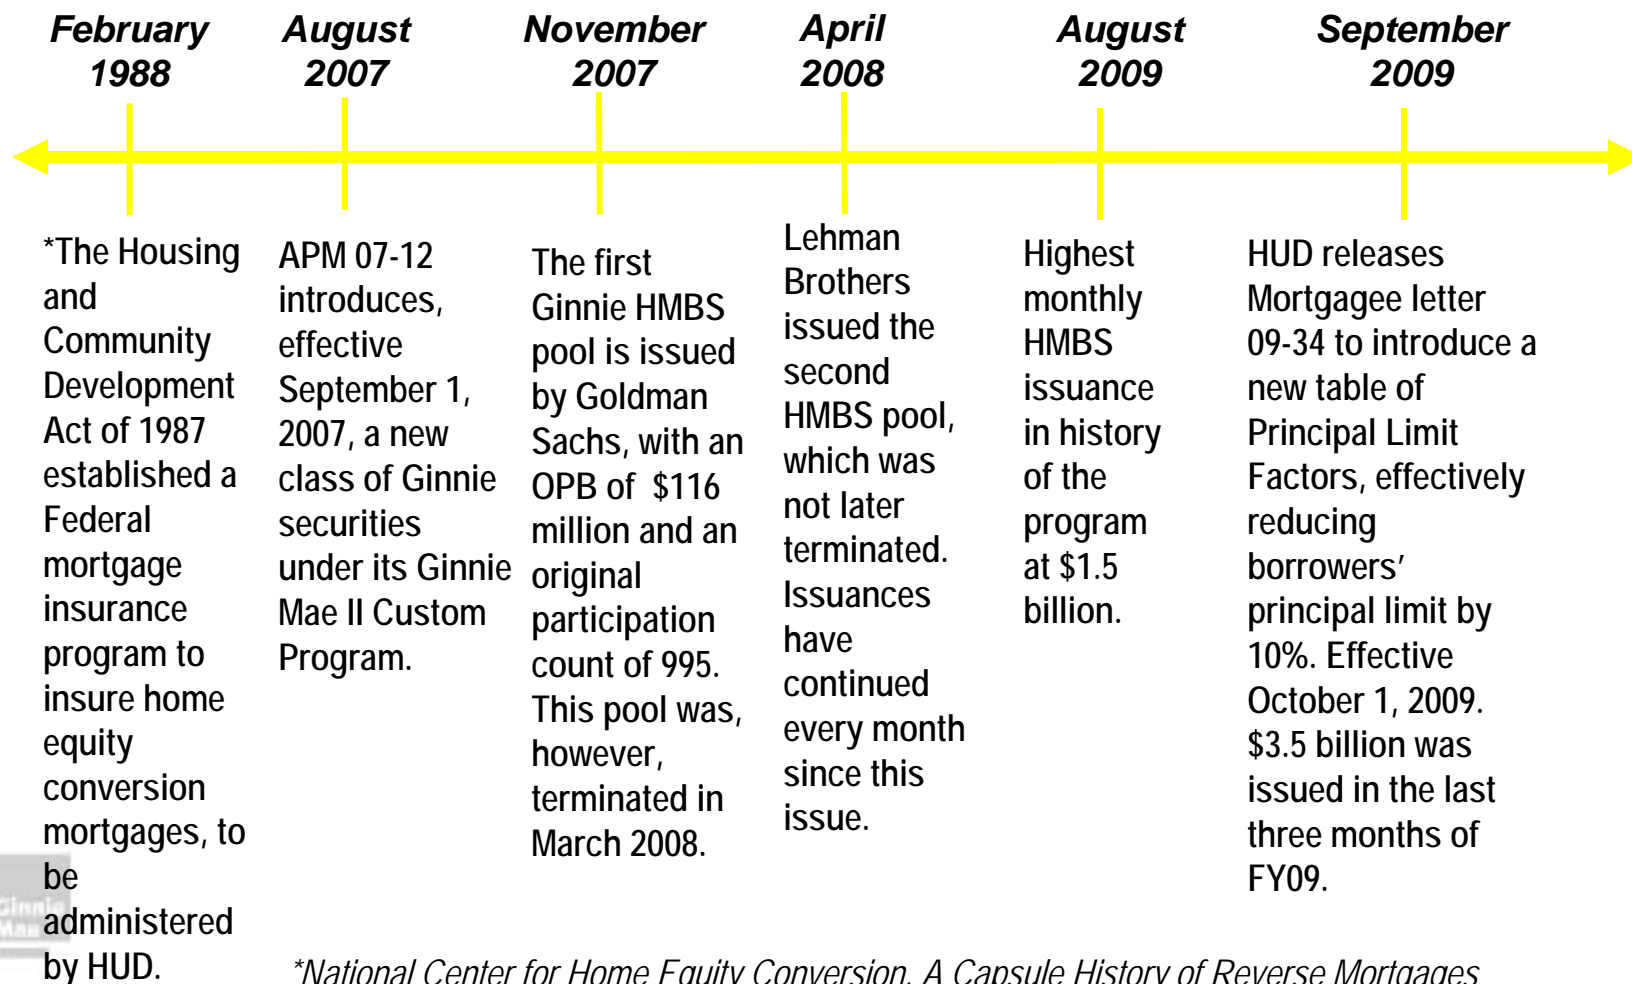 February
1988
August
2007
November
2007
April
2008
August
2009
September
2009
*The Housing
and
Community
Development
Act of 1987
established a
Federal
mortgage
insurance
program to
insure home
equity
conversion
mortgages, to
be
administered
by HUD.
APM 07-12
introduces,
effective
September 1,
2007, a new
class of Ginnie
securities
under its Ginnie
Mae II Custom
Program.
The first
Ginnie HMBS
pool is issued
by Goldman
Sachs, with an
OPB of $116
million and an
original
participation
count of 995.
This pool was,
however,
terminated in
March 2008.
Lehman
Brothers
issued the
second
HMBS pool,
which was
not later
terminated.
Issuances
have
continued
every month
since this
issue.
Highest
monthly
HMBS
issuance
in history
of the
program
at $1.5
billion.
HUD releases
Mortgagee letter
09-34 to introduce a
new table of
Principal Limit
Factors, effectively
reducing
borrowers'
principal limit by
10%. Effective
October 1, 2009.
$3.5 billion was
issued in the last
three months of
FY09.
Ginnie
Mae
*National Center for Home Equity Conversion. A Capsule History of Reverse Mortgages